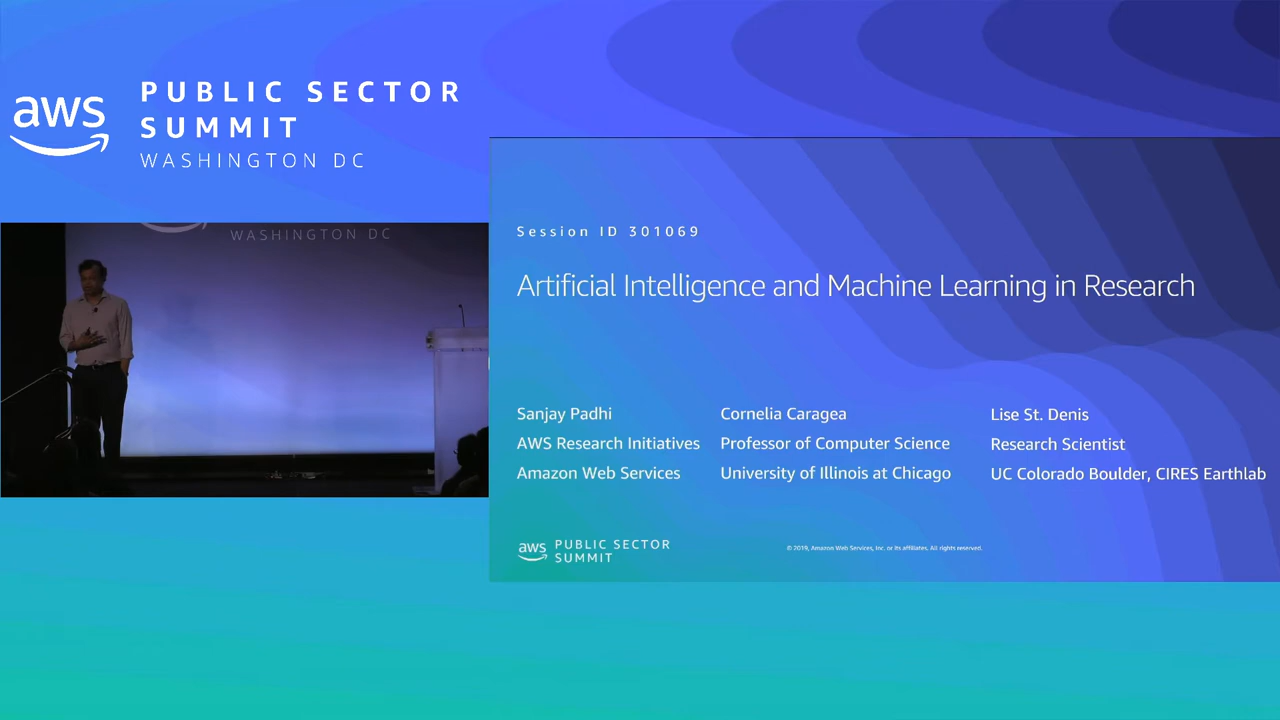 aws
PUBLIC SECTOR
SUMMIT
WASHINGTON DC
WASHINGTON DC
Session ID 301069
Artificial Intelligence and Machine Learning in Research
Sanjay Padhi
AWS Research Initiatives
Amazon Web Services
Cornelia Caragea
Professor of Computer Science
University of Illinois at Chicago
Lise St. Denis
Research Scientist
UC Colorado Boulder, CIRES Earthlab
aws
PUBLIC SECTOR
SUMMIT
© 2019, Amazon Web Services, Inc. or its affiliates. All rights reserved.